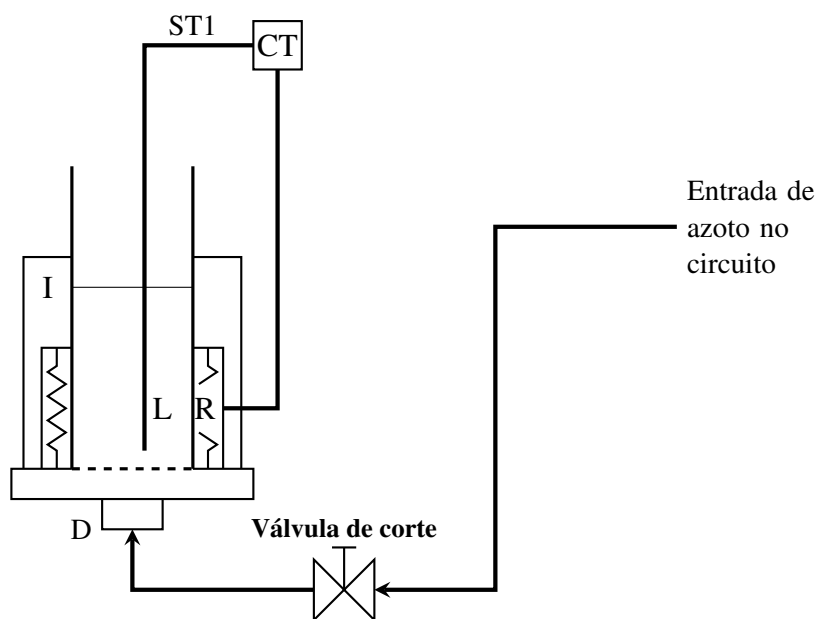 ST1
CT
Entrada de
azoto no
circuito
I
L
R
D
Válvula de corte